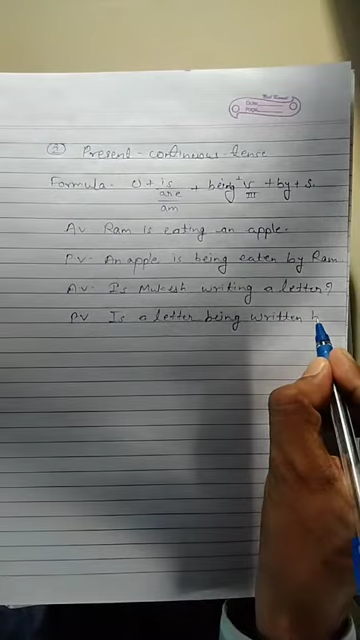 Date
Page
② Present-continuous tense
Formula- O + is
are
am + being + V
III + by + S.
AV Ram is eating an apple.
PV- An apple is being eaten by Ram
AV- Is Mukesh writing a letter?
PV Is a letter being written b